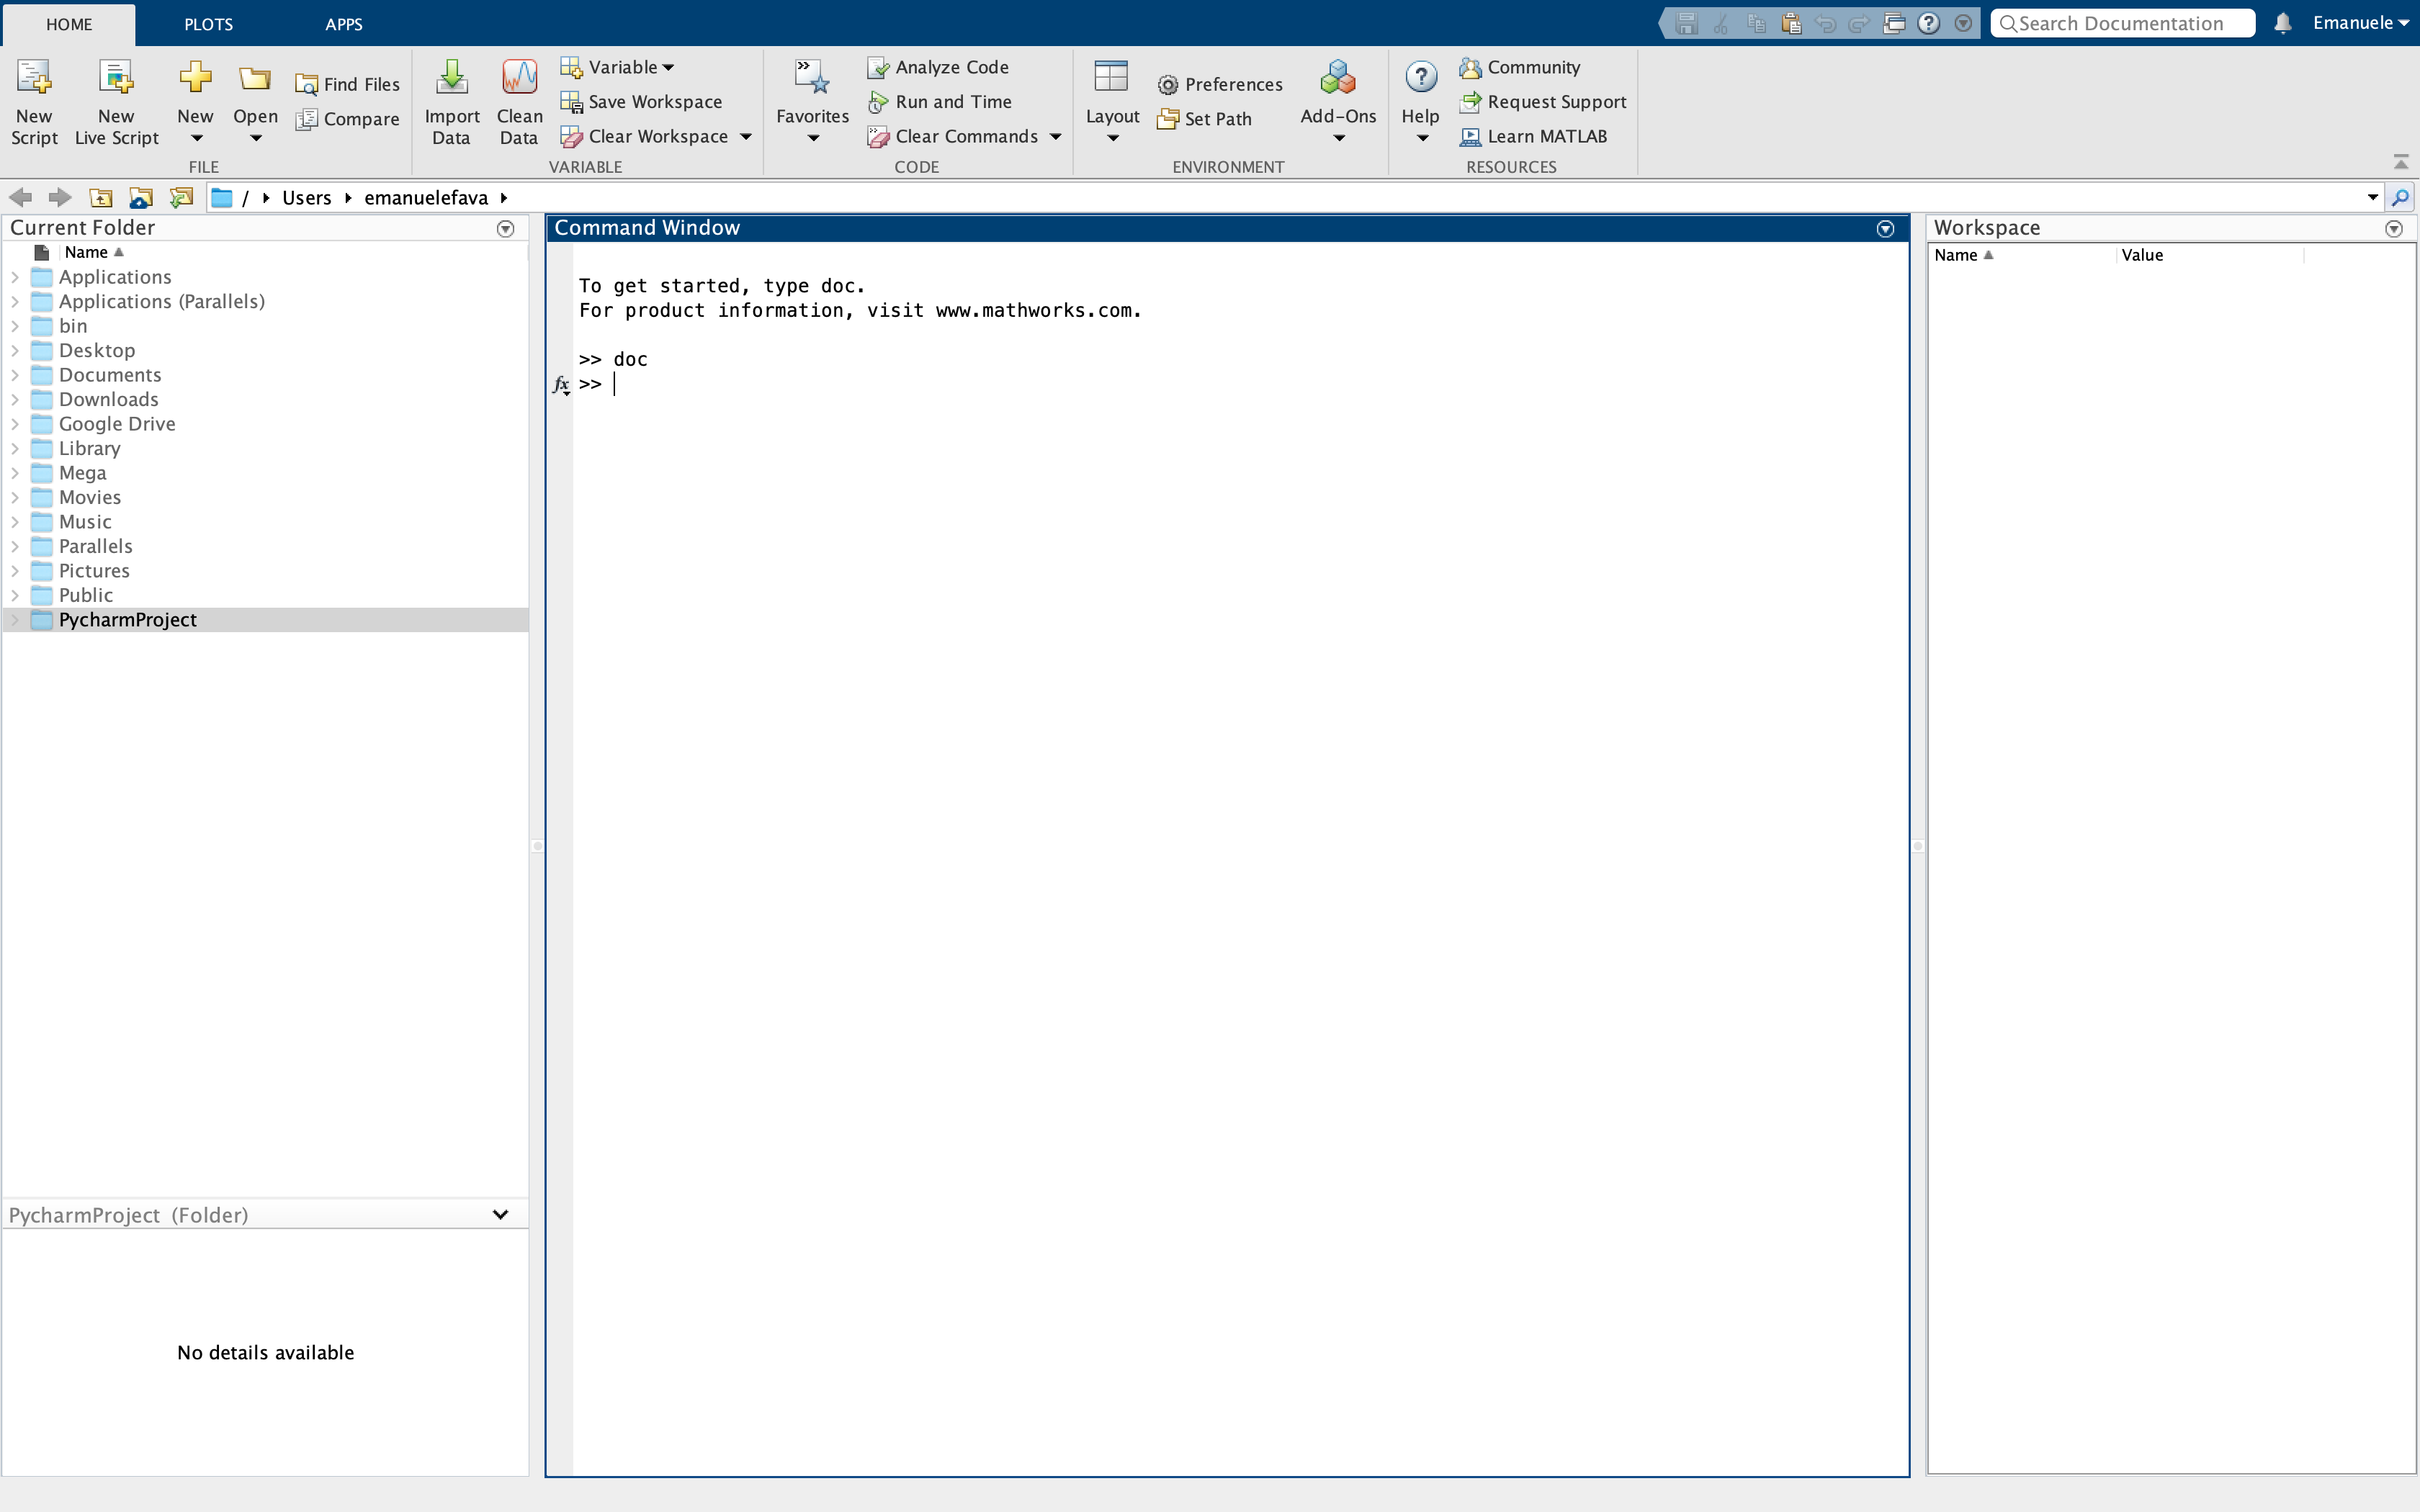 HOME PLOTS APPS
Search Documentation Emanuele
New Script
New Live Script
New
Open
Find Files
Compare
FILE
Import Data
Clean Data
Variable
Save Workspace
Clear Workspace
VARIABLE
Favorites
Analyze Code
Run and Time
Clear Commands
CODE
Layout
Preferences
Set Path
Add-Ons
ENVIRONMENT
Help
Community
Request Support
Learn MATLAB
RESOURCES
/ Users emanuelefava
Current Folder
Name
Applications
Applications (Parallels)
bin
Desktop
Documents
Downloads
Google Drive
Library
Mega
Movies
Music
Parallels
Pictures
Public
PycharmProject
PycharmProject (Folder)
No details available
Command Window
To get started, type doc.
For product information, visit www.mathworks.com.
>> doc
fx >>
Workspace
Name Value